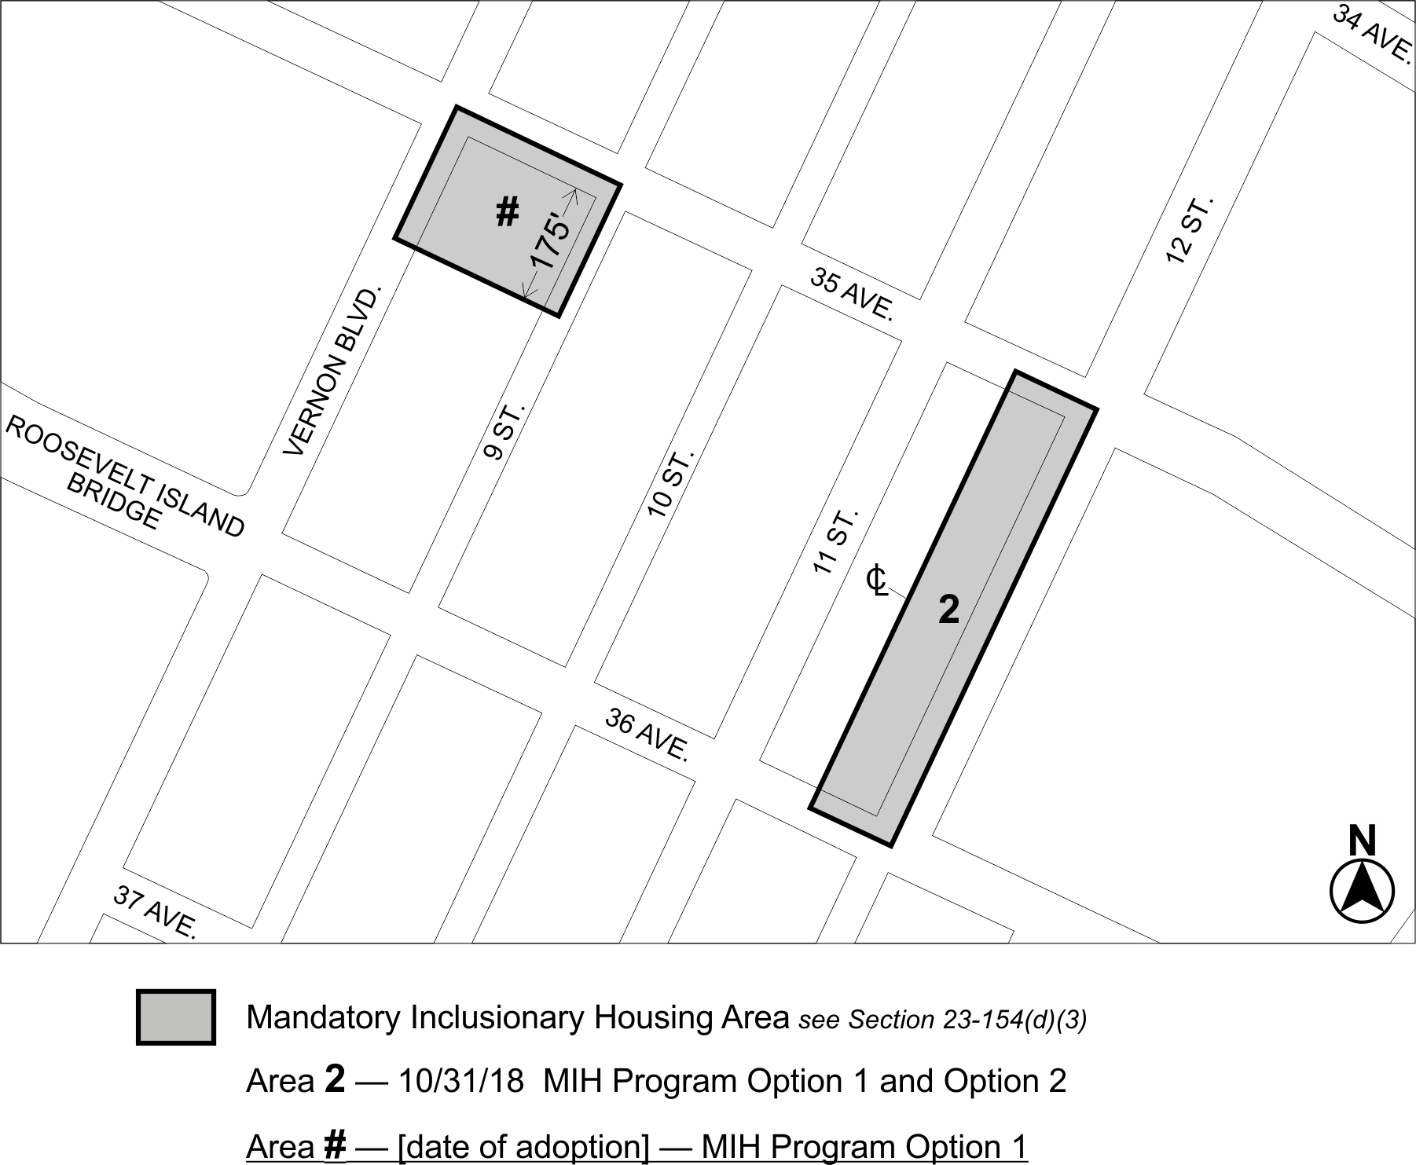 34 AVE.
12 ST.
#
175'
35 AVE.
VERNON BLVD.
9 ST.
ROOSEVELT ISLAND
BRIDGE
10 ST.
11 ST.
℄
2
36 AVE.
37 AVE.
N
Mandatory Inclusionary Housing Area see Section 23-154(d)(3)
Area 2 — 10/31/18 MIH Program Option 1 and Option 2
Area # — [date of adoption] — MIH Program Option 1